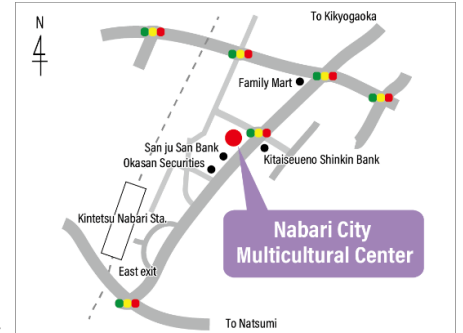 To Kikyogaoka
N
4
Family Mart
San ju San Bank
Okasan Securities
Kitaiseueno Shinkin Bank
Kintetsu Nabari Sta.
Nabari City
Multicultural Center
East exit
To Natsumi